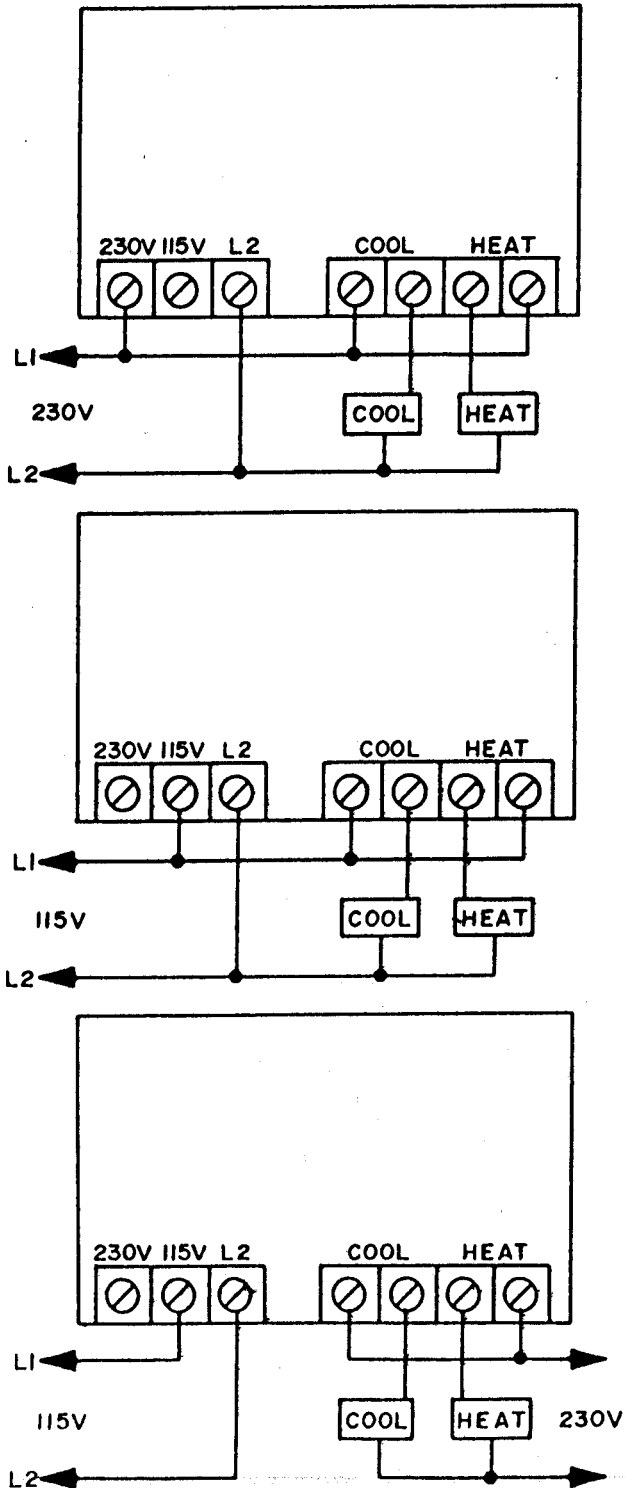 230V 115V L2 COOL HEAT
L1
230V COOL HEAT
L2
230V 115V L2 COOL HEAT
L1
115V COOL HEAT
L2
230V 115V L2 COOL HEAT
L1
115V COOL HEAT 230V
L2